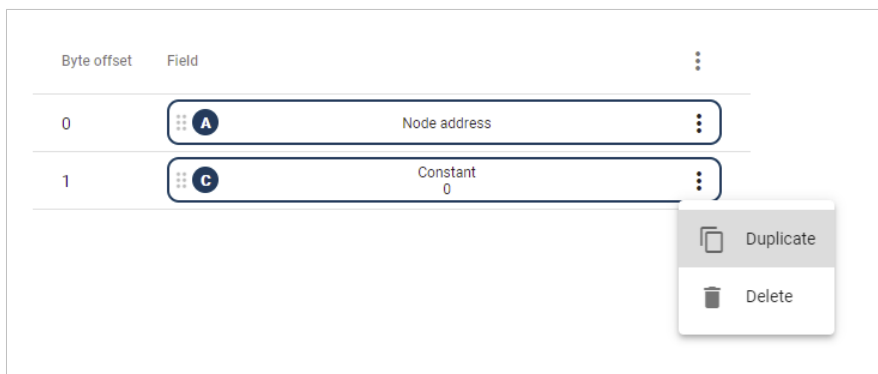 Byte offset Field
0 A Node address
1 C Constant
0
Duplicate
Delete